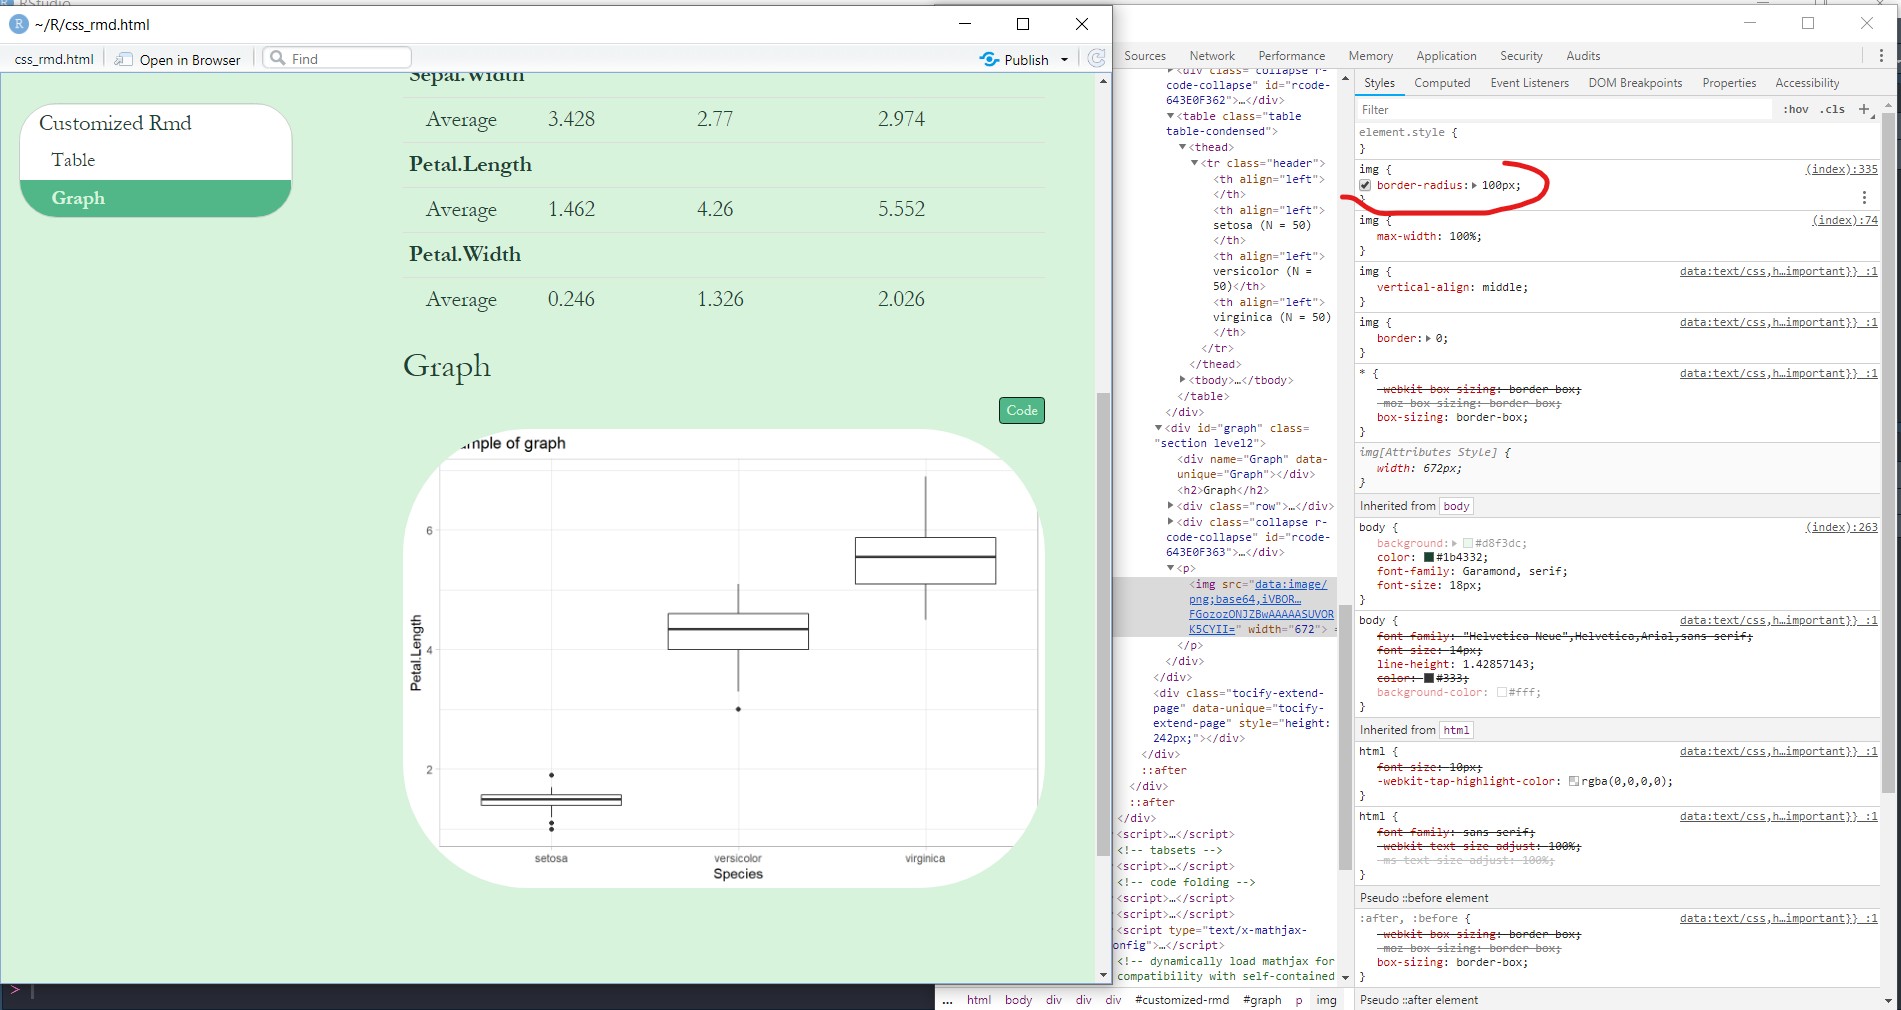 RStudio
R ~/R/css_rmd.html
css_rmd.html Open in Browser Find Publish
Customized Rmd
Table
Graph
Sepal.Width
Average 3.428 2.77 2.974
Petal.Length
Average 1.462 4.26 5.552
Petal.Width
Average 0.246 1.326 2.026
Graph
Code
mple of graph
6
4
2
Petal.Length
setosa versicolor virginica
Species
>
Sources Network Performance Memory Application Security Audits
<div class="collapse r-
code-collapse" id="rcode-
643E0F362">…</div>
<table class="table
table-condensed">
<thead>
<tr class="header">
<th align="left">
</th>
<th align="left">
setosa (N = 50)
</th>
<th align="left">
versicolor (N =
50)</th>
<th align="left">
virginica (N = 50)
</th>
</tr>
</thead>
<tbody>…</tbody>
</table>
</div>
<div id="graph" class=
"section level2">
<div name="Graph" data-
unique="Graph"></div>
<h2>Graph</h2>
<div class="row">…</div>
<div class="collapse r-
code-collapse" id="rcode-
643E0F363">…</div>
<p>
<img src="data:image/
png;base64,iVBOR…
FGozozONJZBwAAAAASUVOR
K5CYII=" width="672"> =
</p>
</div>
</div>
<div class="tocify-extend-
page" data-unique="tocify-
extend-page" style="height:
242px;"></div>
</div>
::after
</div>
::after
</div>
<script>…</script>
<!-- tabsets -->
<script>…</script>
<!-- code folding -->
<script>…</script>
<script>…</script>
<script type="text/x-mathjax-
onfig">…</script>
<!-- dynamically load mathjax for
compatibility with self-contained
... html body div div div #customized-rmd #graph p img
Styles Computed Event Listeners DOM Breakpoints Properties Accessibility
Filter :hov .cls +
element.style {
}
img { (index):335
border-radius: 100px;
}
img { (index):74
max-width: 100%;
}
img { data:text/css,h…important}} :1
vertical-align: middle;
}
img { data:text/css,h…important}} :1
border: 0;
}
* { data:text/css,h…important}} :1
-webkit-box-sizing: border-box;
-moz-box-sizing: border-box;
box-sizing: border-box;
}
img[Attributes Style] {
width: 672px;
}
Inherited from body
body { (index):263
background: #d8f3dc;
color: #1b4332;
font-family: Garamond, serif;
font-size: 18px;
}
body { data:text/css,h…important}} :1
font-family: "Helvetica Neue",Helvetica,Arial,sans-serif;
font-size: 14px;
line-height: 1.42857143;
color: #333;
background-color: #fff;
}
Inherited from html
html { data:text/css,h…important}} :1
font-size: 10px;
-webkit-tap-highlight-color: rgba(0,0,0,0);
}
html { data:text/css,h…important}} :1
font-family: sans-serif;
-webkit-text-size-adjust: 100%;
-ms-text-size-adjust: 100%;
}
Pseudo ::before element
:after, :before { data:text/css,h…important}} :1
-webkit-box-sizing: border-box;
-moz-box-sizing: border-box;
box-sizing: border-box;
}
Pseudo ::after element